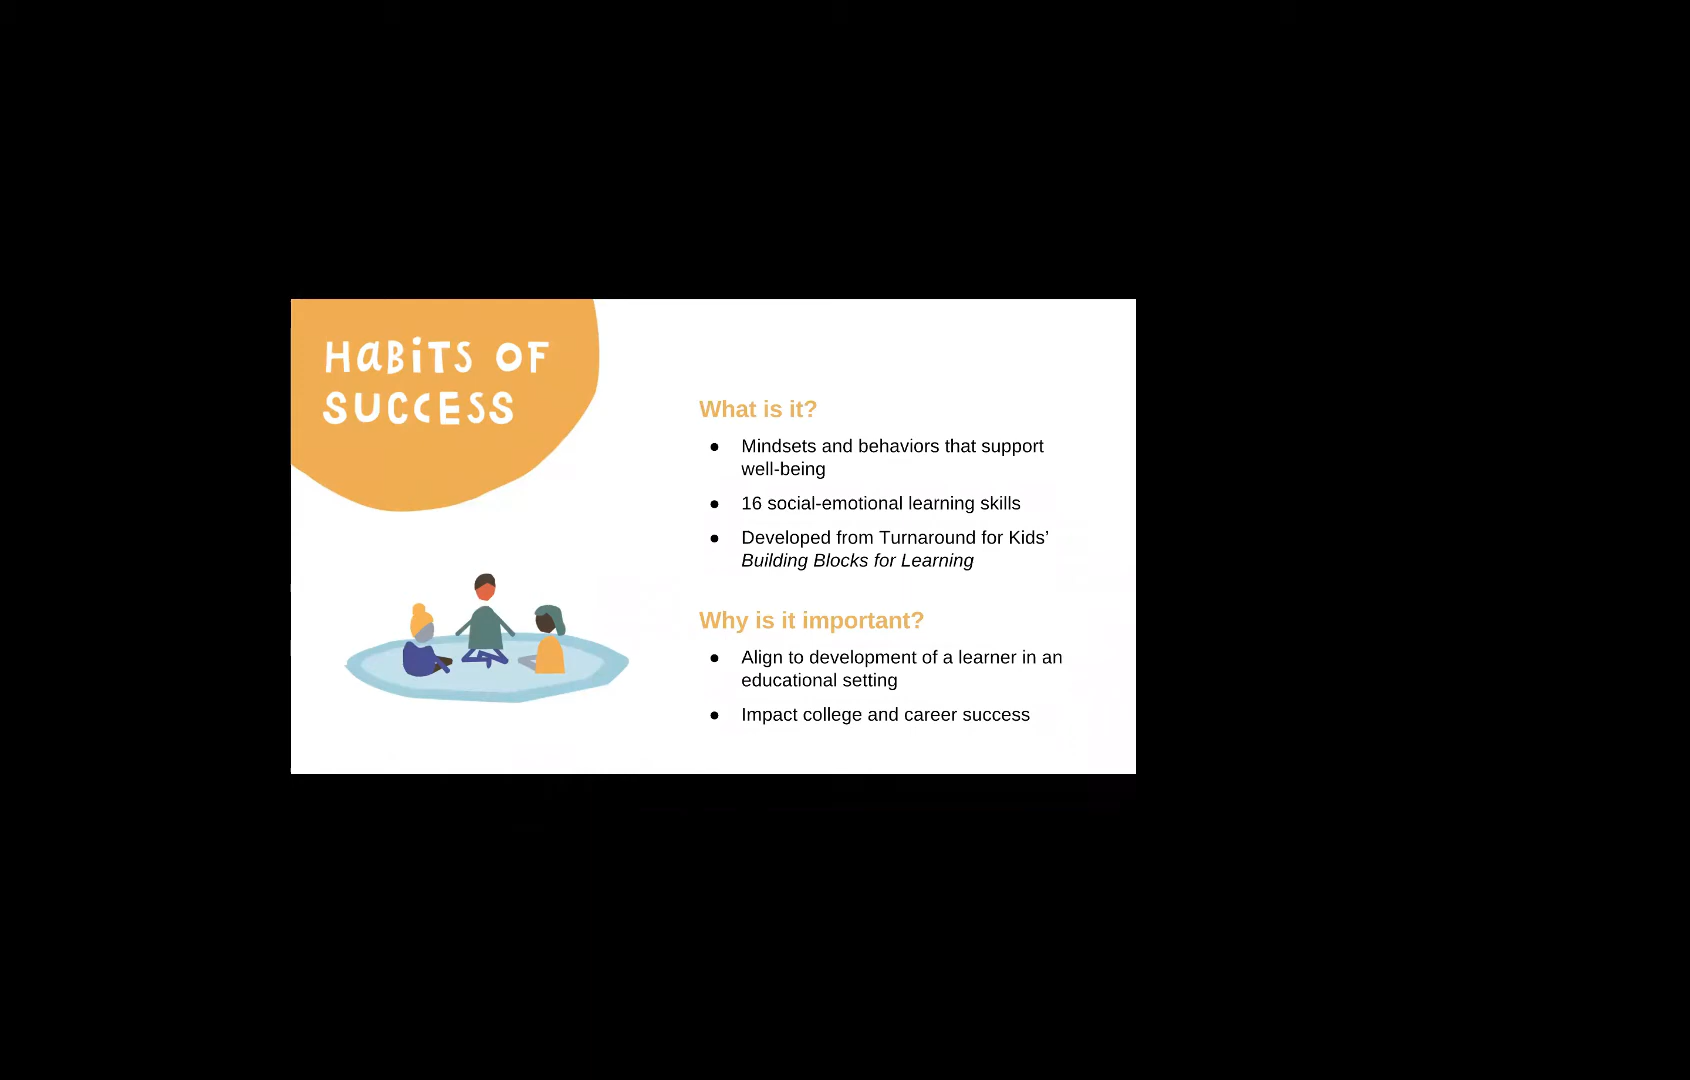 HaBiTS OF
SUCCESS
What is it?
● Mindsets and behaviors that support
well-being
● 16 social-emotional learning skills
● Developed from Turnaround for Kids’
Building Blocks for Learning
Why is it important?
● Align to development of a learner in an
educational setting
● Impact college and career success